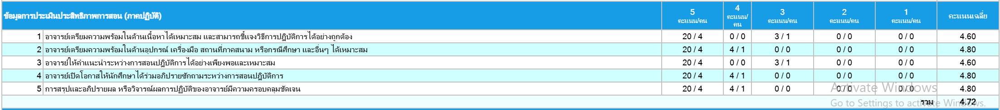 ข้อมูลการประเมินประสิทธิภาพการสอน (ภาคปฏิบัติ) 5 คะแนน/คน 4 คะแนน/คน 3 คะแนน/คน 2 คะแนน/คน 1 คะแนน/คน คะแนนเฉลี่ย
1 อาจารย์เตรียมความพร้อมในด้านเนื้อหาได้เหมาะสม และสามารถชี้แจงวิธีการปฎิบัติการได้อย่างถูกต้อง 20 / 4 0 / 0 3 / 1 0 / 0 0 / 0 4.60
2 อาจารย์เตรียมความพร้อมในด้านอุปกรณ์ เครื่องมือ สถานที่ภาคสนาม หรือกรณีศึกษา และอื่นๆ ได้เหมาะสม 20 / 4 4 / 1 0 / 0 0 / 0 0 / 0 4.80
3 อาจารย์ให้คำแนะนำระหว่างการสอนปฎิบัติการได้อย่างเพียงพอและเหมาะสม 20 / 4 0 / 0 3 / 1 0 / 0 0 / 0 4.60
4 อาจารย์เปิดโอกาสให้นักศึกษาได้ร่วมอภิปรายซักถามระหว่างการสอนปฎิบัติการ 20 / 4 4 / 1 0 / 0 0 / 0 0 / 0 4.80
5 การสรุปและอภิปรายผล หรือวิจารณ์ผลการปฏิบัติของอาจารย์มีความครอบคลุมชัดเจน 20 / 4 4 / 1 0 / 0 0 / 0 0 / 0 4.80
รวม 4.72
Activate Windows
Go to Settings to activate Windows.